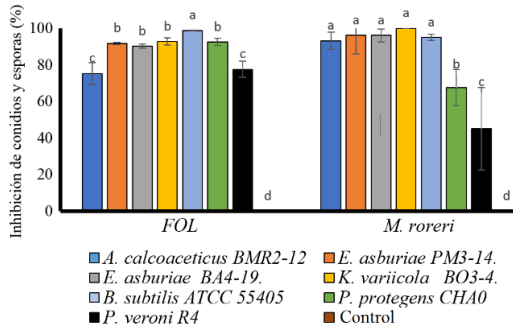 Inhibición de conidios y esporas (%)
100
80
60
40
20
0
c b b b a b c d
a a a a a b c d
FOL M. roreri
A. calcoaceticus BMR2-12 E. asburiae PM3-14.
E. asburiae BA4-19. K. variicola BO3-4.
B. subtilis ATCC 55405 P. protegens CHA0
P. veroni R4 Control